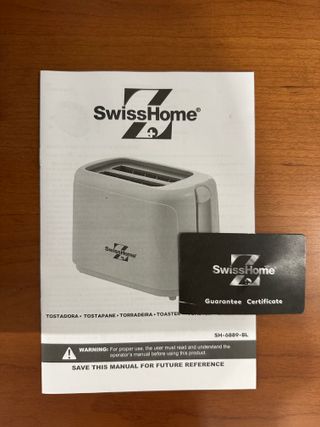 SwissHome®
SwissHome
TOSTADORA • TOSTAPANE • TORRADEIRA • TOASTER
SwissHome®
Guarantee Certificate
SH-6889-BL
WARNING: For proper use, the user must read and understand the
operator's manual before using this product.
SAVE THIS MANUAL FOR FUTURE REFERENCE